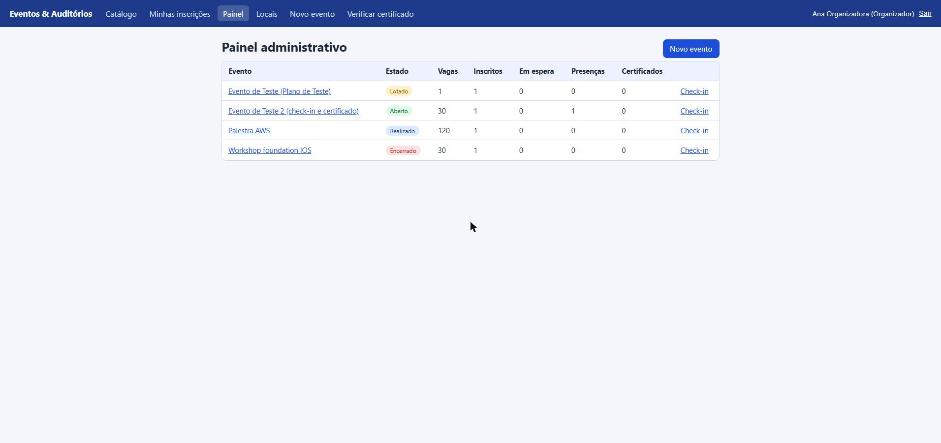 Eventos & Auditórios Catálogo Minhas inscrições Painel Locais Novo evento Verificar certificado Ana Organizadora (Organizador) Sair
Painel administrativo Novo evento
Evento Estado Vagas Inscritos Em espera Presenças Certificados
Evento de Teste (Plano de Teste) Lotado 1 1 0 0 0 Check-in
Evento de Teste 2 (check-in e certificado) Aberto 30 1 0 1 0 Check-in
Palestra AWS Realizado 120 1 0 0 0 Check-in
Workshop foundation IOS Encerrado 30 1 0 0 0 Check-in